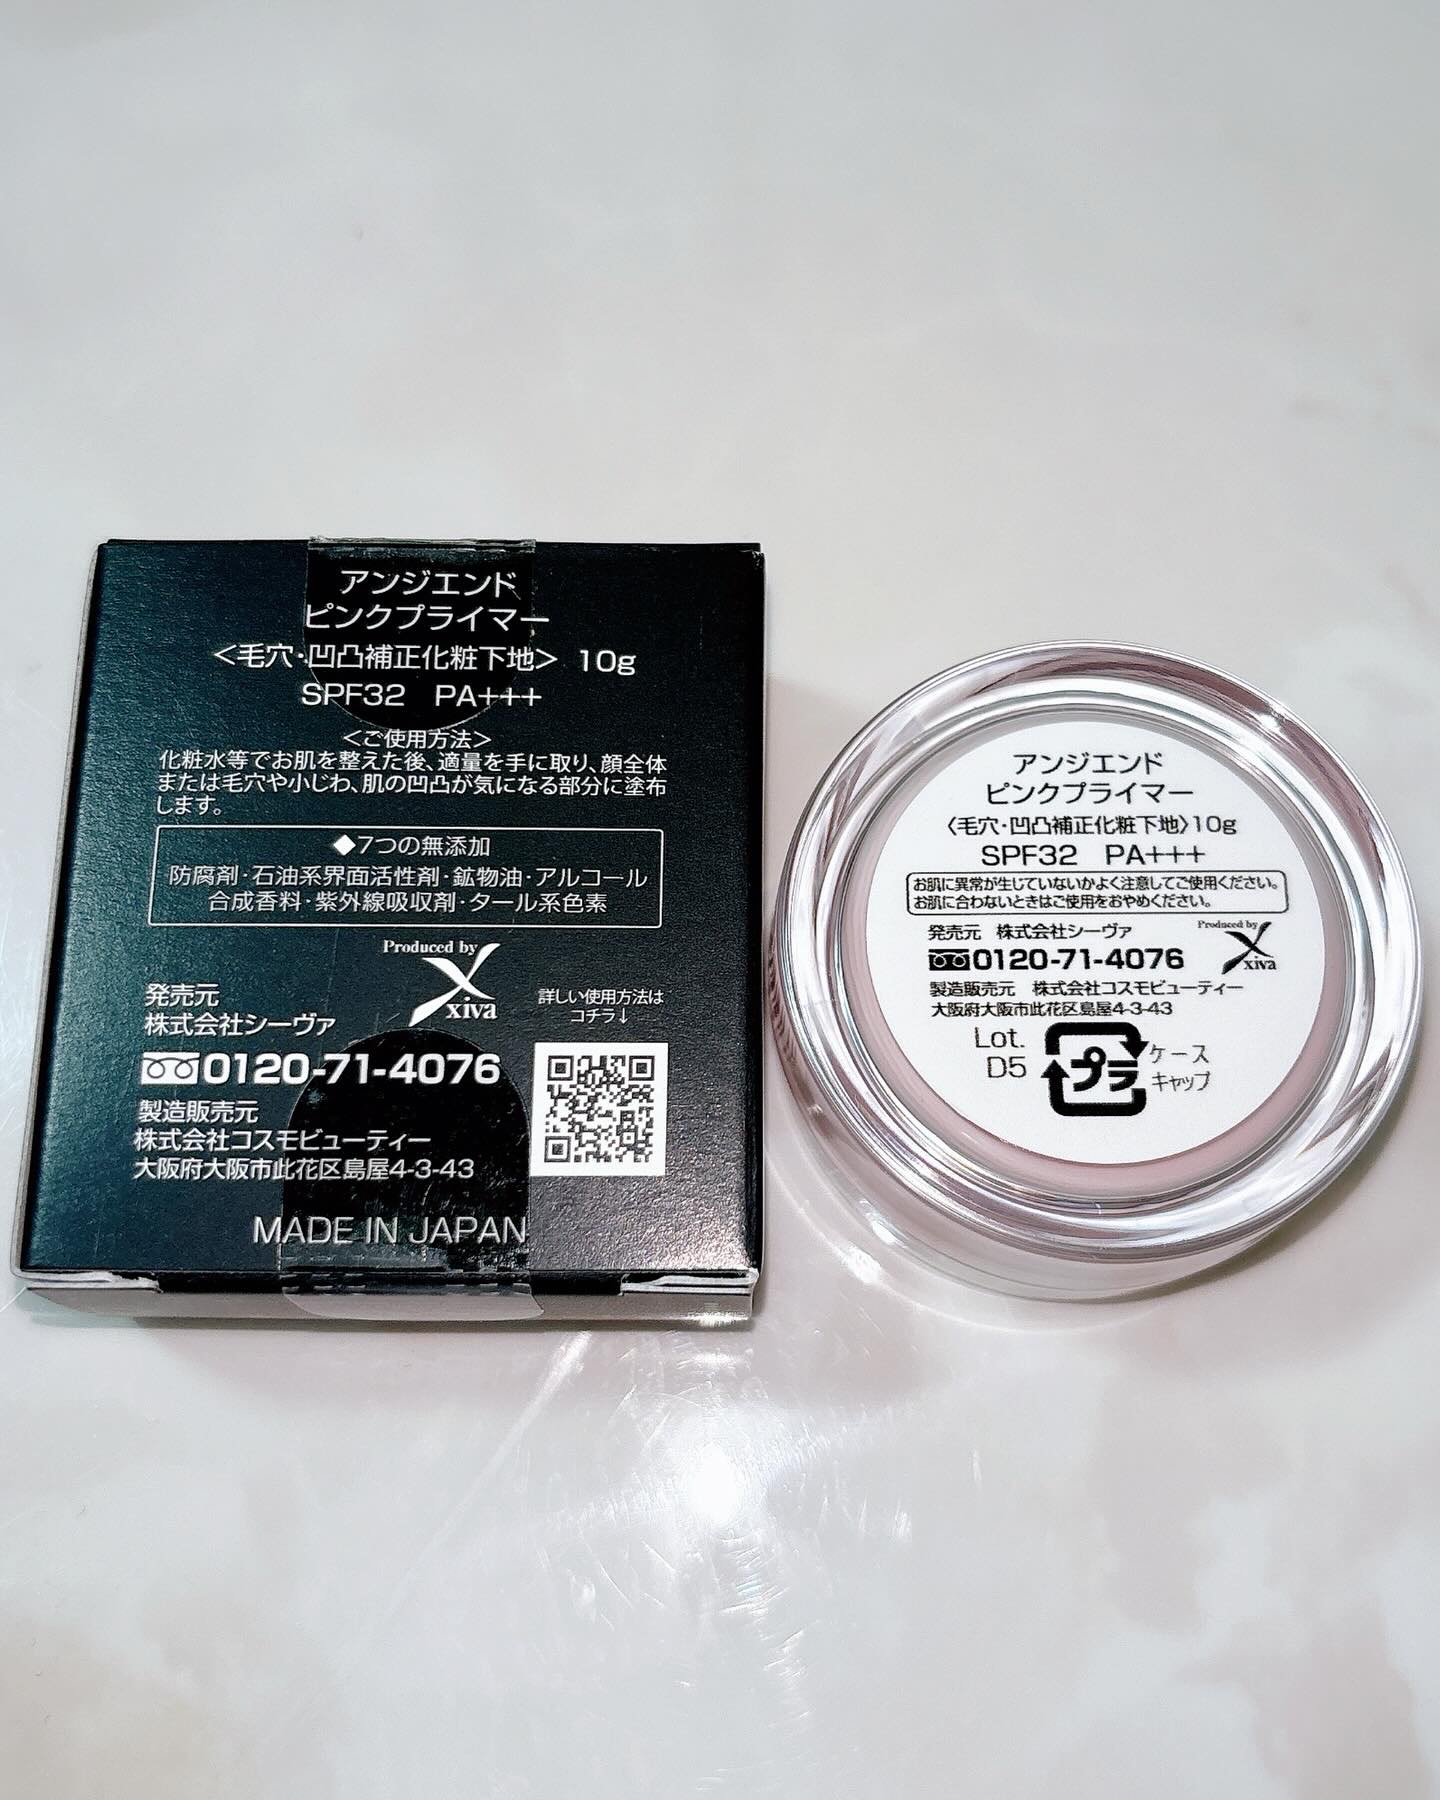 アンジエンド
ピンクプライマー
<毛穴・凹凸補正化粧下地> 10g
SPF32 PA+++
<ご使用方法>
化粧水等でお肌を整えた後、適量を手に取り、顔全体
または毛穴や小じわ、肌の凹凸が気になる部分に塗布
します。
◆7つの無添加
防腐剤・石油系界面活性剤・鉱物油・アルコール
合成香料・紫外線吸収剤・タール系色素
Produced by
xiva
発売元
株式会社シーヴァ
0120-71-4076
詳しい使用方法は
コチラ↓
製造販売元
株式会社コスモビューティー
大阪府大阪市此花区島屋4-3-43
MADE IN JAPAN
アンジエンド
ピンクプライマー
<毛穴・凹凸補正化粧下地>10g
SPF32 PA+++
お肌に異常が生じていないかよく注意してご使用ください。
お肌に合わないときはご使用をおやめください。
発売元 株式会社シーヴァ
0120-71-4076
Produced by
xiva
製造販売元 株式会社コスモビューティー
大阪府大阪市此花区島屋4-3-43
Lot.
D5
プラ
ケース
キャップ